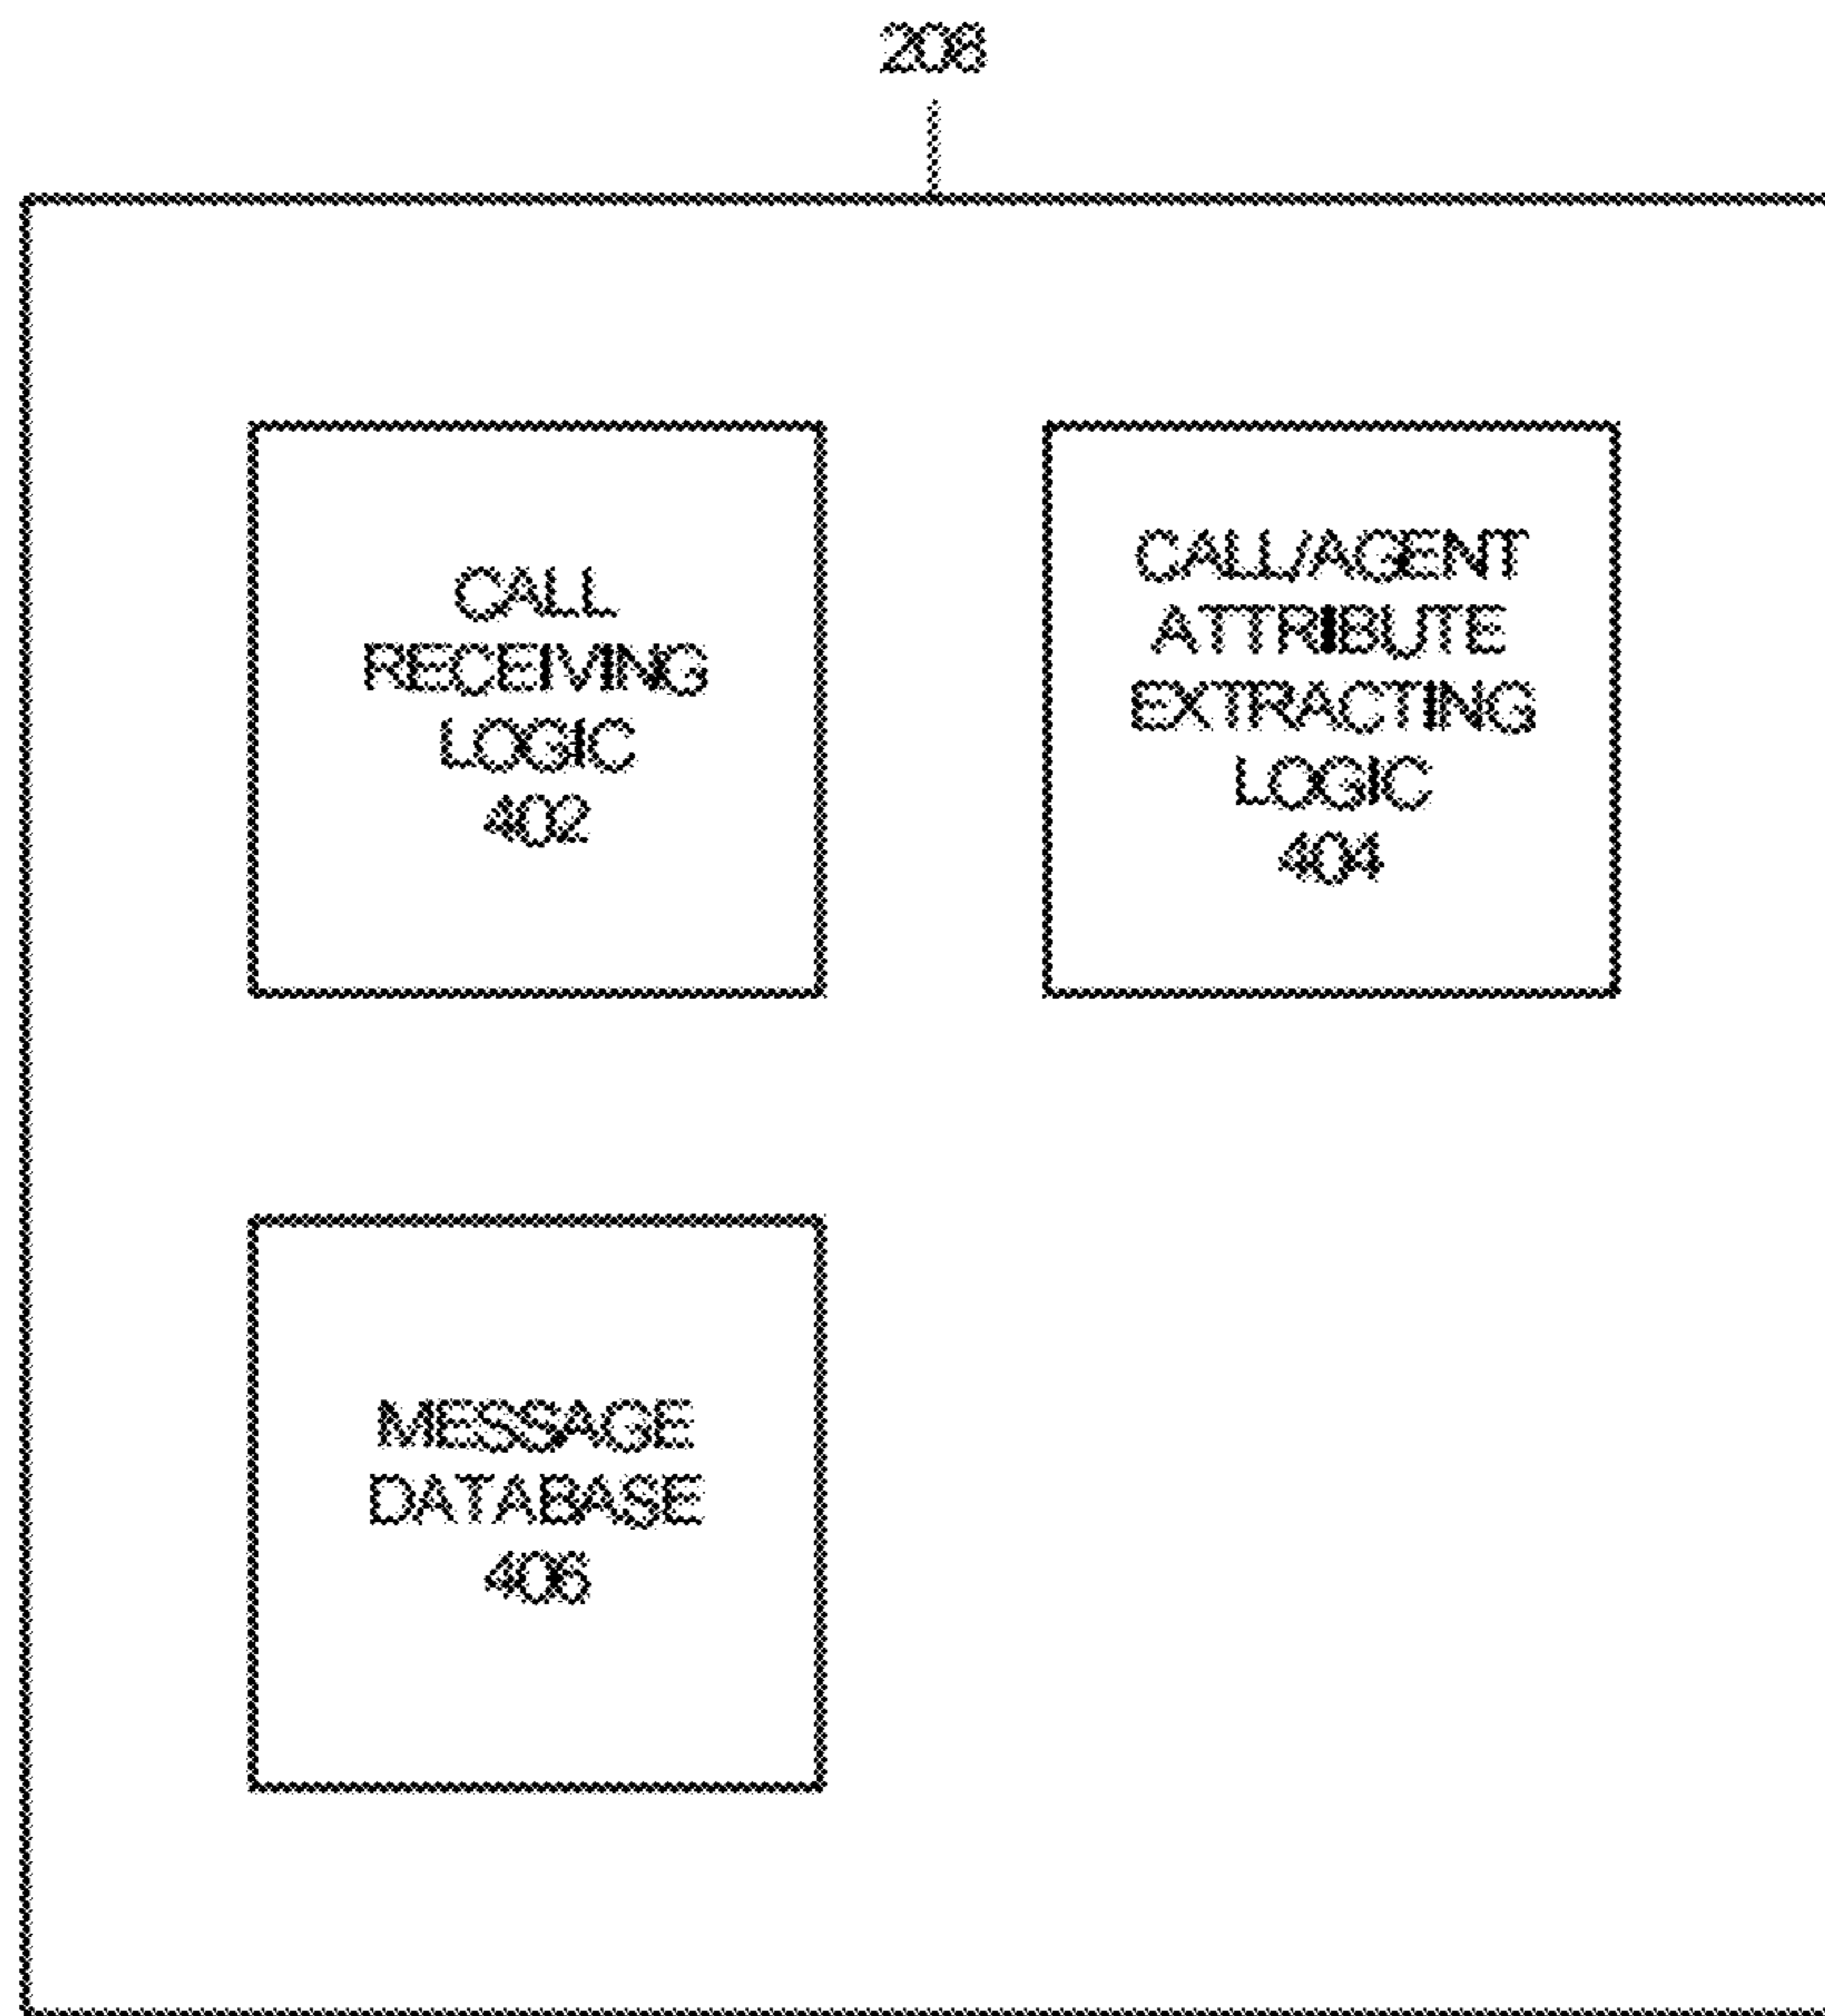 208
CALL
RECEIVING
LOGIC
402
CALL/AGENT
ATTRIBUTE
EXTRACTING
LOGIC
404
MESSAGE
DATABASE
406